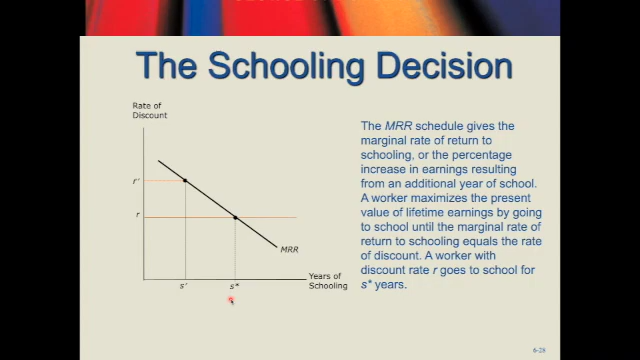 The Schooling Decision
Rate of
Discount
r'
r
MRR
s'
s*
Years of
Schooling
The MRR schedule gives the
marginal rate of return to
schooling, or the percentage
increase in earnings resulting
from an additional year of school.
A worker maximizes the present
value of lifetime earnings by going
to school until the marginal rate of
return to schooling equals the rate
of discount. A worker with
discount rate r goes to school for
s* years.
6-28